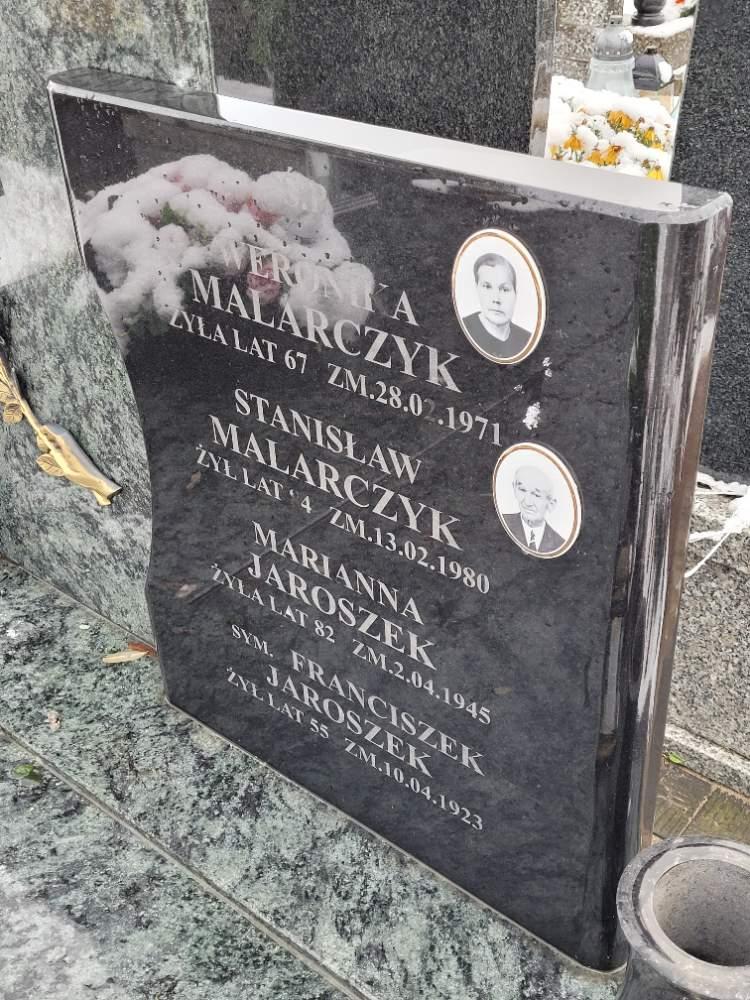 WERONIKA
MALARCZYK
ŻYŁA LAT 67 ZM.28.02.1971
STANISŁAW
MALARCZYK
ŻYŁ LAT ZM.13.02.1980
MARIANNA
JAROSZEK
ŻYŁA LAT 82 ZM.2.04.1945
SYM. FRANCISZEK
JAROSZEK
ŻYŁ LAT 55 ZM.10.04.1923